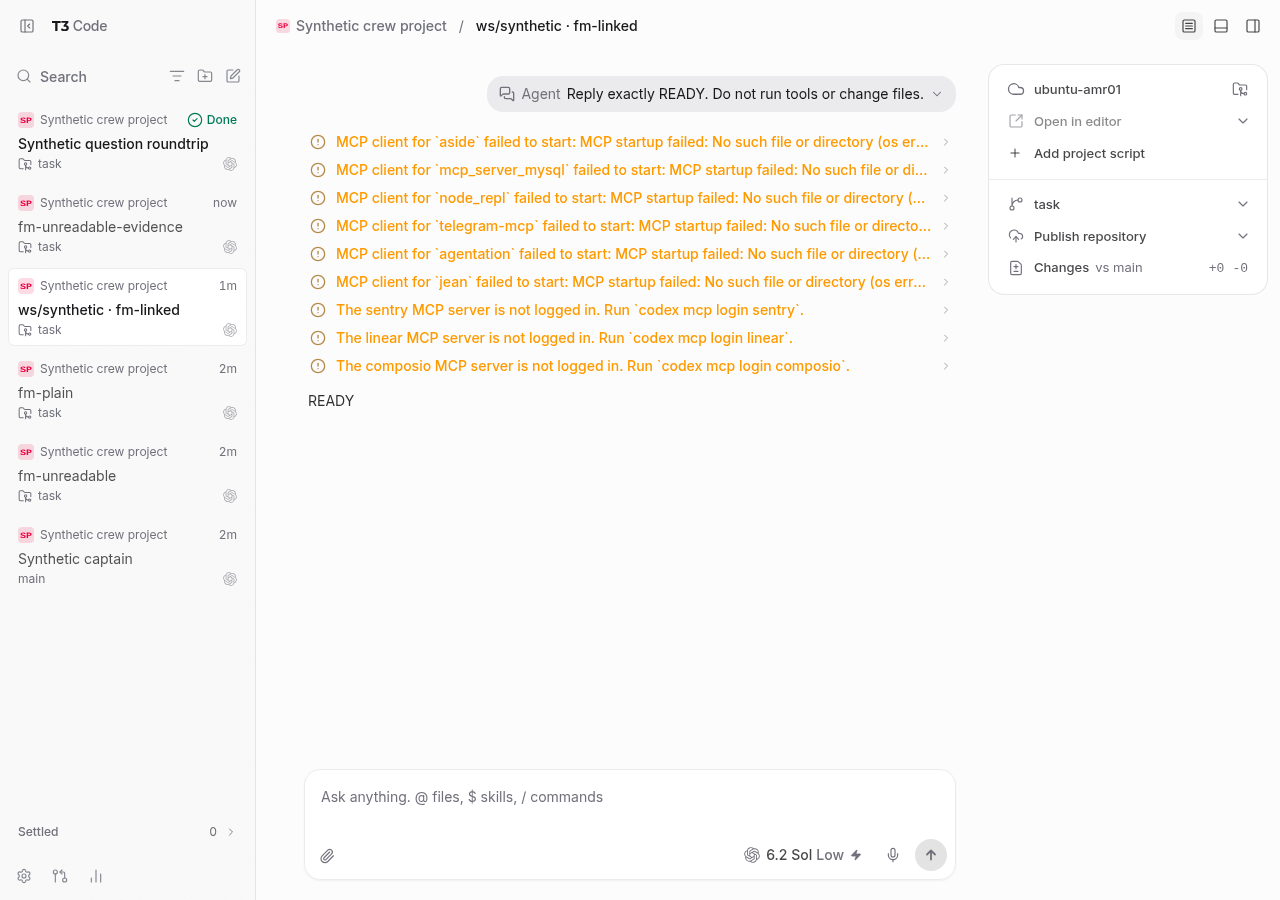 T3 Code
Search
SP Synthetic crew project Done
Synthetic question roundtrip
task
SP Synthetic crew project now
fm-unreadable-evidence
task
SP Synthetic crew project 1m
ws/synthetic · fm-linked
task
SP Synthetic crew project 2m
fm-plain
task
SP Synthetic crew project 2m
fm-unreadable
task
SP Synthetic crew project 2m
Synthetic captain
main
Settled 0
SP Synthetic crew project / ws/synthetic · fm-linked
Agent Reply exactly READY. Do not run tools or change files.
MCP client for `aside` failed to start: MCP startup failed: No such file or directory (os er...
MCP client for `mcp_server_mysql` failed to start: MCP startup failed: No such file or di...
MCP client for `node_repl` failed to start: MCP startup failed: No such file or directory (...
MCP client for `telegram-mcp` failed to start: MCP startup failed: No such file or directo...
MCP client for `agentation` failed to start: MCP startup failed: No such file or directory (...
MCP client for `jean` failed to start: MCP startup failed: No such file or directory (os err...
The sentry MCP server is not logged in. Run `codex mcp login sentry`.
The linear MCP server is not logged in. Run `codex mcp login linear`.
The composio MCP server is not logged in. Run `codex mcp login composio`.
READY
Ask anything. @ files, $ skills, / commands
6.2 Sol Low
ubuntu-amr01
Open in editor
Add project script
task
Publish repository
Changes vs main +0 -0